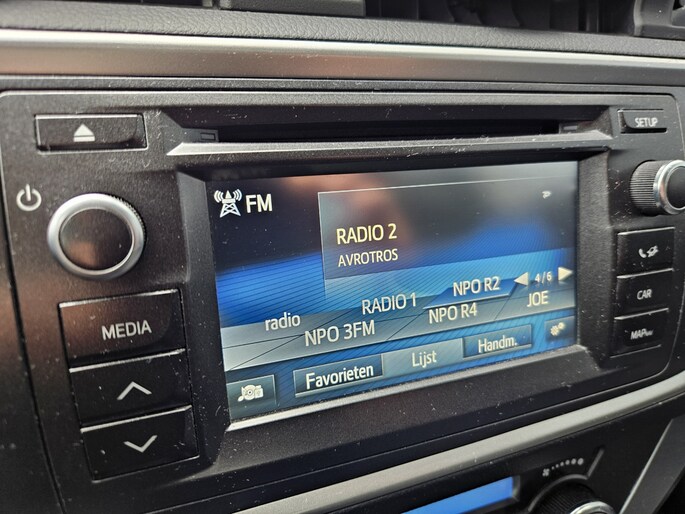 SETUP
FM
RADIO 2
AVROTROS
radio
RADIO 1
NPO R2
4/6
NPO 3FM
NPO R4
JOE
Favorieten
Lijst
Handm.
MEDIA
CAR
MAP